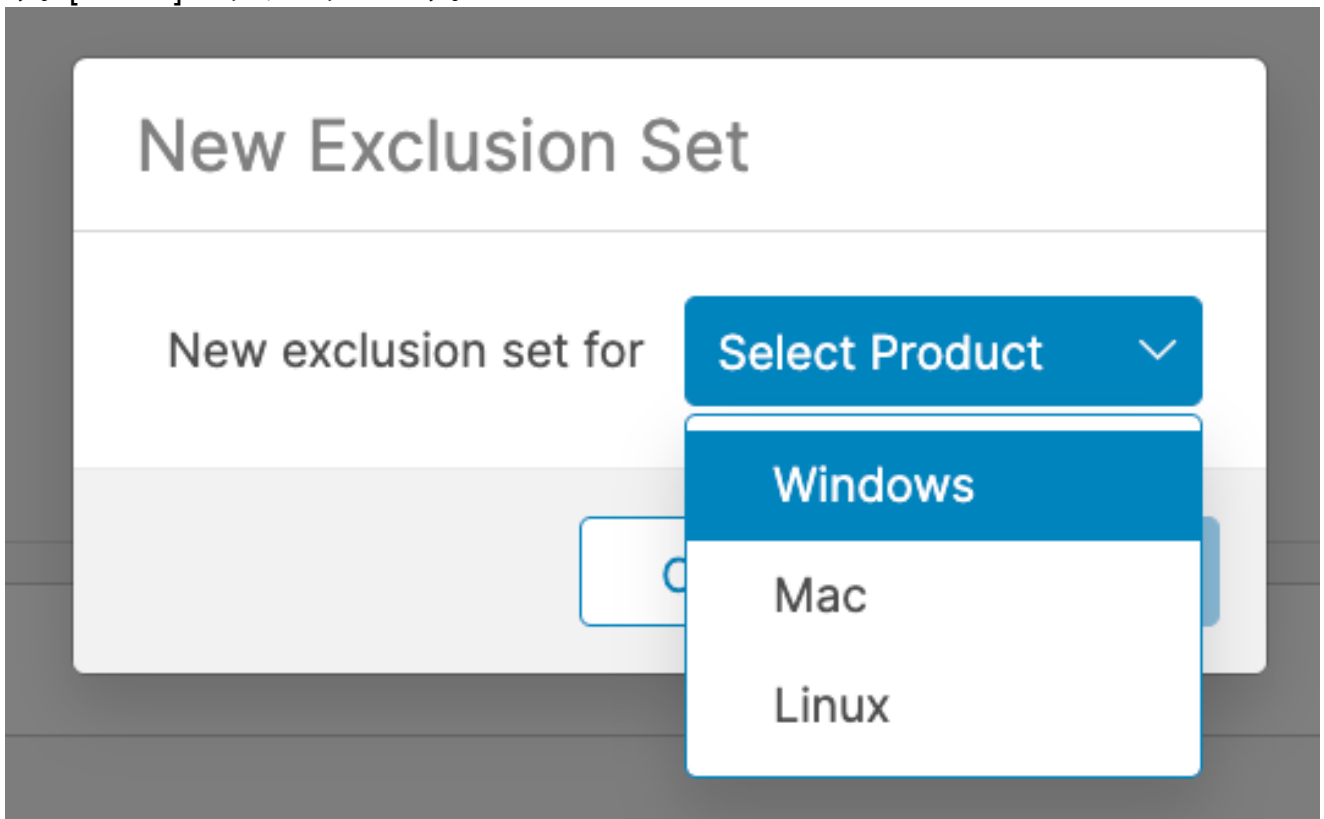 New Exclusion Set
New exclusion set for
Select Product
Windows
Mac
Linux